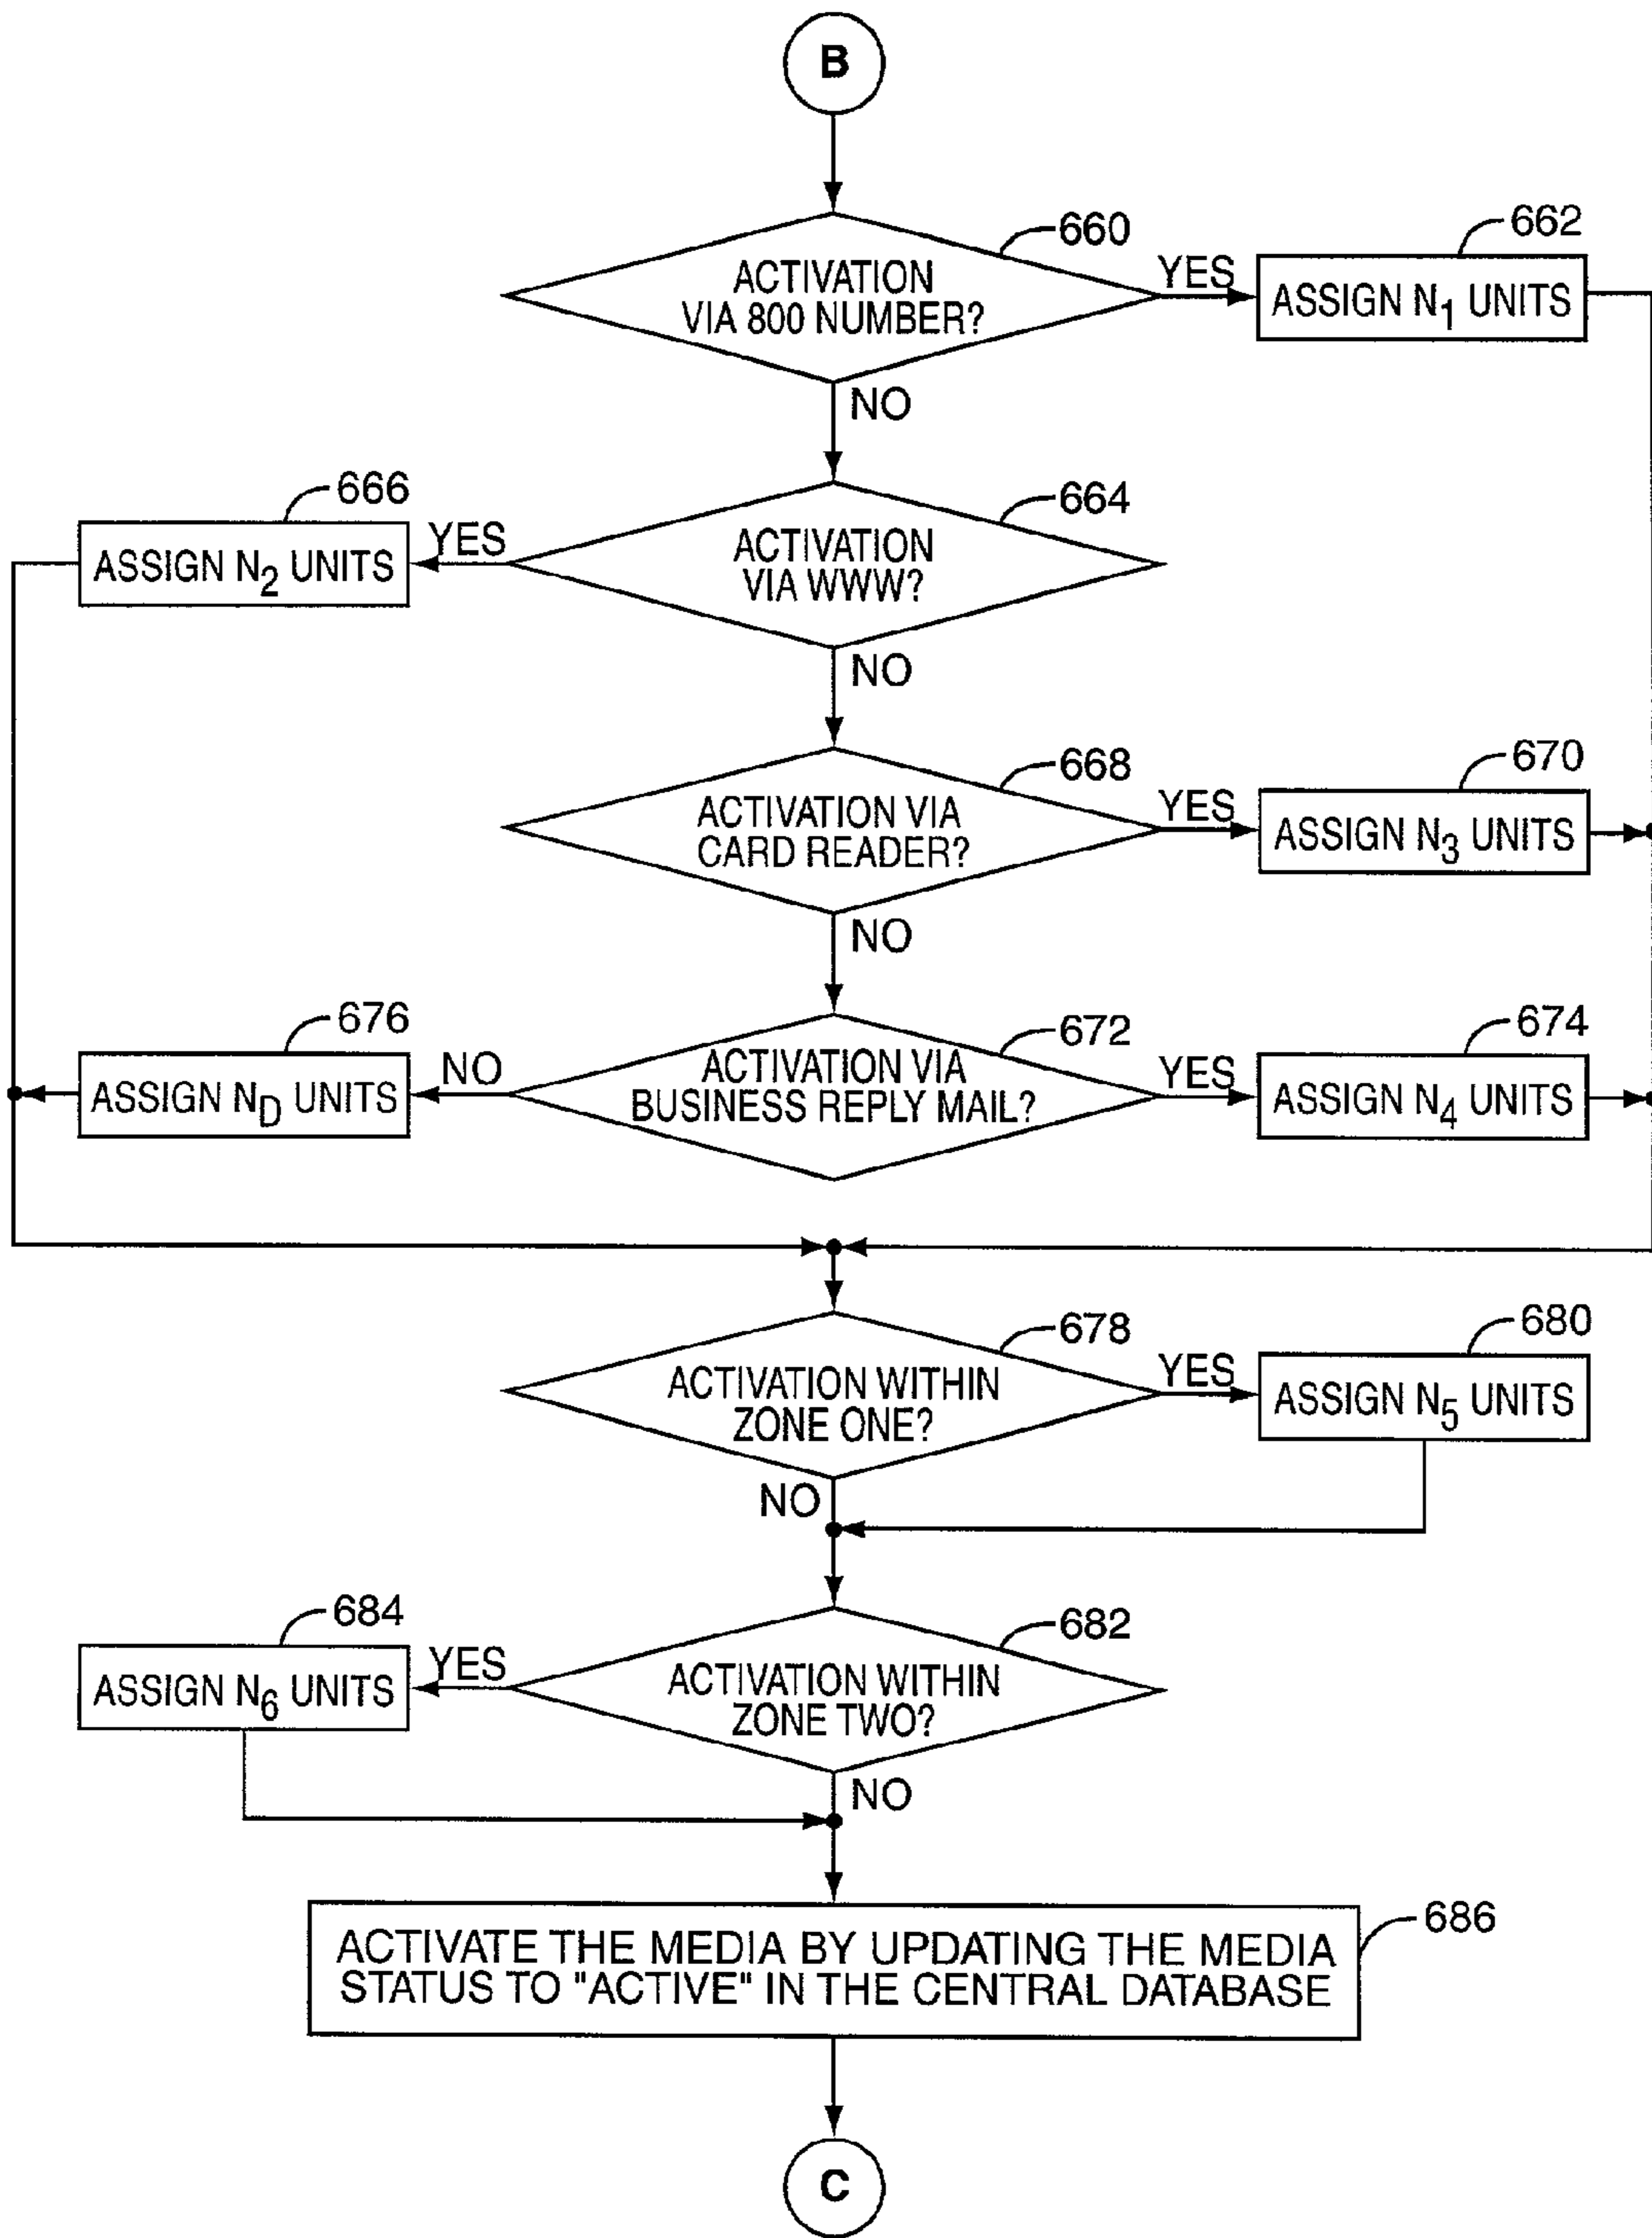 B
660
ACTIVATION
VIA 800 NUMBER?
YES
662
ASSIGN N1 UNITS
NO
666
ASSIGN N2 UNITS
YES
664
ACTIVATION
VIA WWW?
NO
668
ACTIVATION VIA
CARD READER?
YES
670
ASSIGN N3 UNITS
NO
676
ASSIGN ND UNITS
NO
672
ACTIVATION VIA
BUSINESS REPLY MAIL?
YES
674
ASSIGN N4 UNITS
678
ACTIVATION WITHIN
ZONE ONE?
YES
680
ASSIGN N5 UNITS
NO
684
ASSIGN N6 UNITS
YES
682
ACTIVATION WITHIN
ZONE TWO?
NO
686
ACTIVATE THE MEDIA BY UPDATING THE MEDIA
STATUS TO "ACTIVE" IN THE CENTRAL DATABASE
C